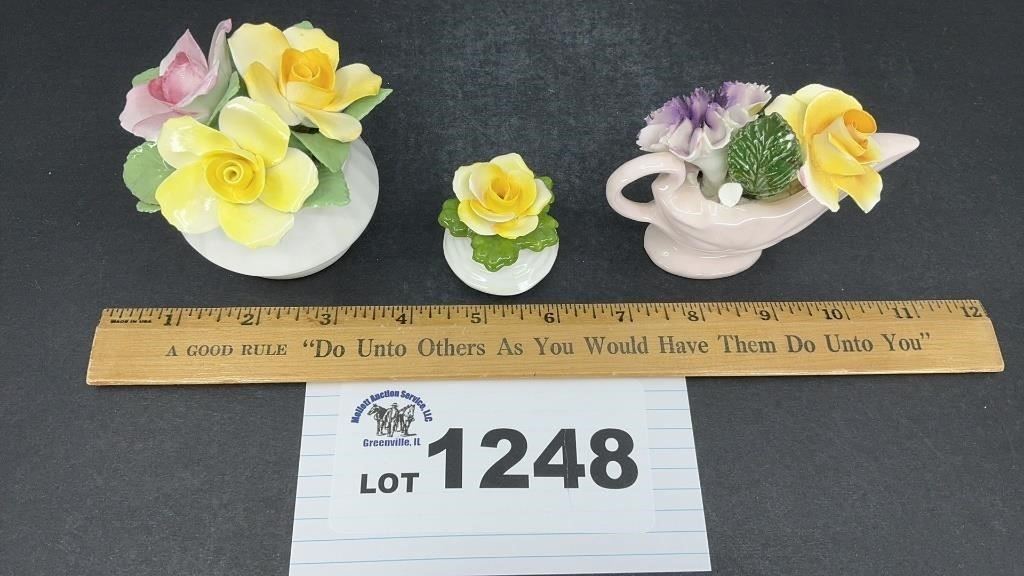 MADE IN USA 1 2 3 4 5 6 7 8 9 10 11 12
A GOOD RULE "Do Unto Others As You Would Have Them Do Unto You"
Mollett Auction Service, LLC
Greenville, IL
LOT 1248